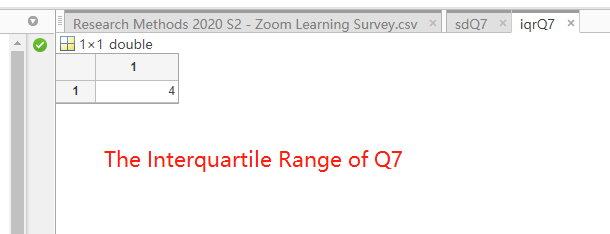 Research Methods 2020 S2 - Zoom Learning Survey.csv × sdQ7 × iqrQ7 ×
1×1 double
1
1 4
The Interquartile Range of Q7